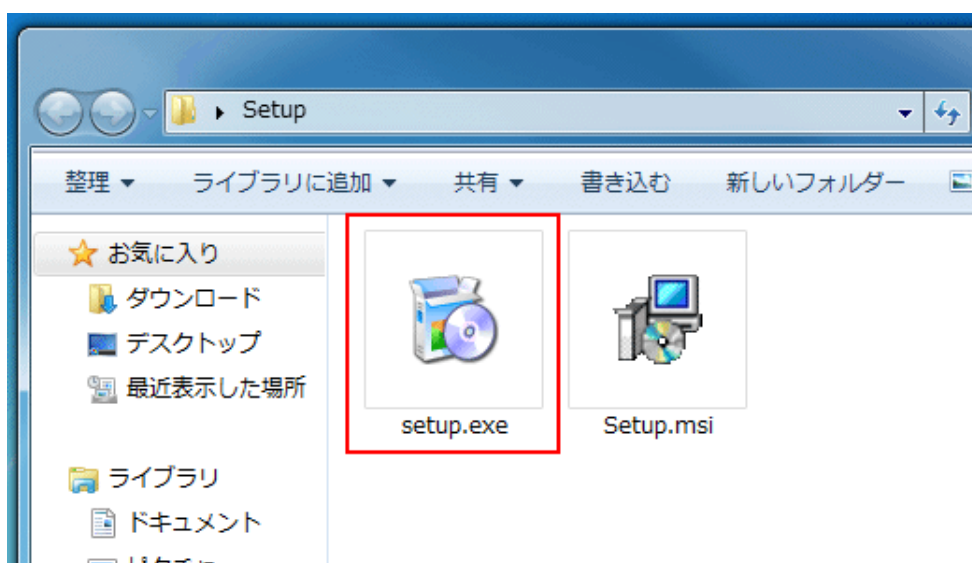 Setup
整理 ライブラリに追加 共有 書き込む 新しいフォルダー
お気に入り
ダウンロード
デスクトップ
最近表示した場所
ライブラリ
ドキュメント
setup.exe
Setup.msi